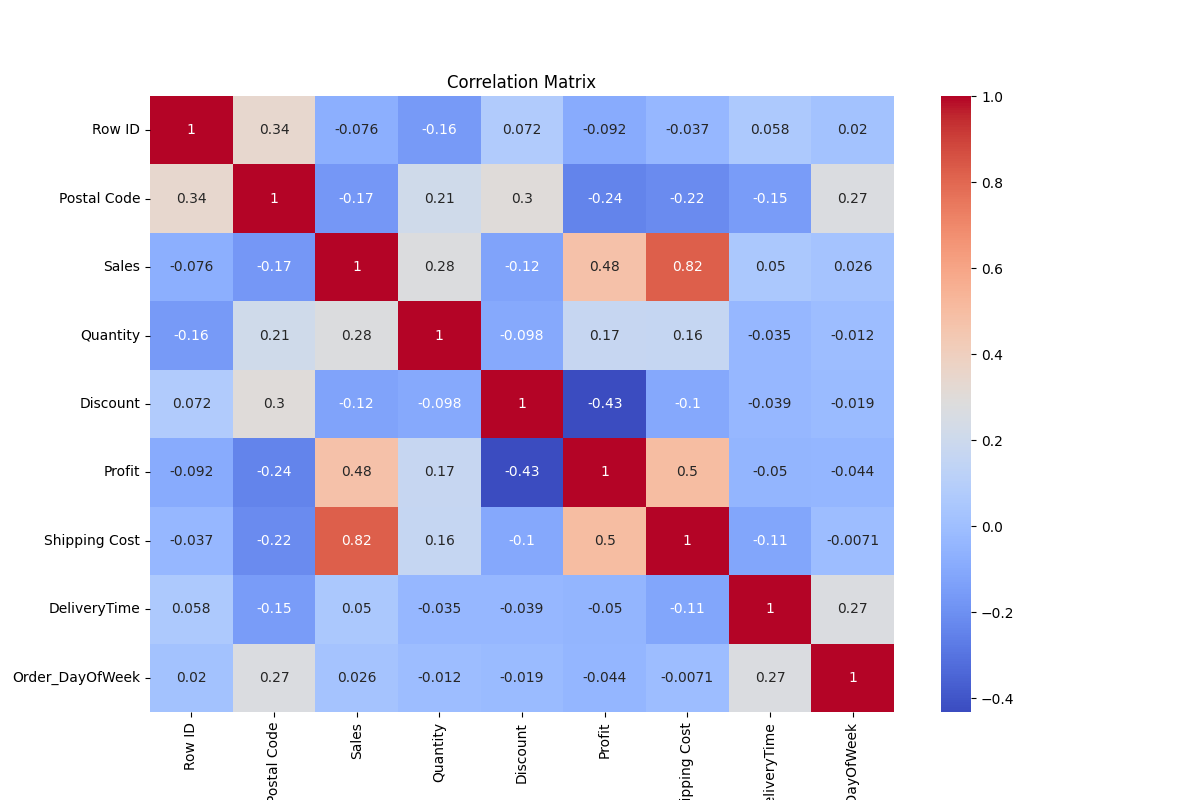 Correlation Matrix
Row ID 1 0.34 -0.076 -0.16 0.072 -0.092 -0.037 0.058 0.02
Postal Code 0.34 1 -0.17 0.21 0.3 -0.24 -0.22 -0.15 0.27
Sales -0.076 -0.17 1 0.28 -0.12 0.48 0.82 0.05 0.026
Quantity -0.16 0.21 0.28 1 -0.098 0.17 0.16 -0.035 -0.012
Discount 0.072 0.3 -0.12 -0.098 1 -0.43 -0.1 -0.039 -0.019
Profit -0.092 -0.24 0.48 0.17 -0.43 1 0.5 -0.05 -0.044
Shipping Cost -0.037 -0.22 0.82 0.16 -0.1 0.5 1 -0.11 -0.0071
DeliveryTime 0.058 -0.15 0.05 -0.035 -0.039 -0.05 -0.11 1 0.27
Order_DayOfWeek 0.02 0.27 0.026 -0.012 -0.019 -0.044 -0.0071 0.27 1
Row ID
Postal Code
Sales
Quantity
Discount
Profit
ipping Cost
eliveryTime
DayOfWeek
1.0
0.8
0.6
0.4
0.2
0.0
−0.2
−0.4